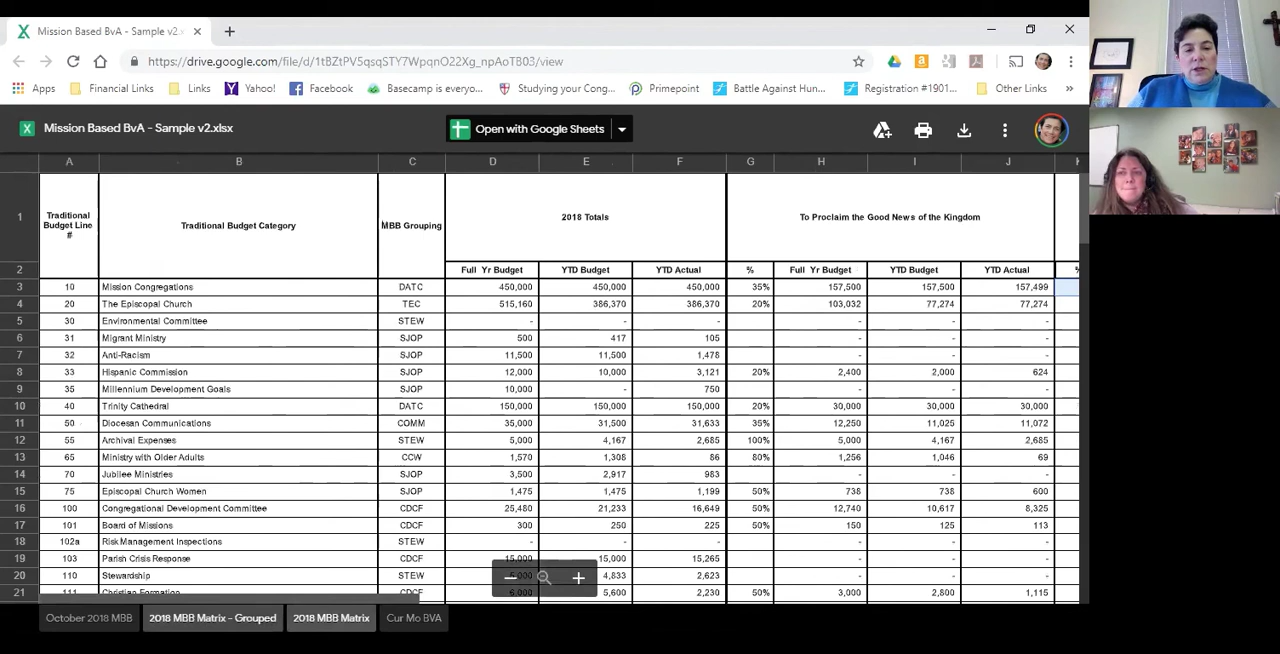 Mission Based BvA - Sample v2.x
https://drive.google.com/file/d/1tBZtPV5qsqSTY7WpqnO22Xg_npAoTB03/view
Apps Financial Links Links Yahoo! Facebook Basecamp is everyw... Studying your Cong... Primepoint Battle Against Hun... Registration #1901... Other Links »
X Mission Based BvA - Sample v2.xlsx Open with Google Sheets
A B C D E F G H I J
1 Traditional Budget Line # Traditional Budget Category MBB Grouping 2018 Totals To Proclaim the Good News of the Kingdom
2 Full Yr Budget YTD Budget YTD Actual % Full Yr Budget YTD Budget YTD Actual %
3 10 Mission Congregations DATC 450,000 450,000 450,000 35% 157,500 157,500 157,499
4 20 The Episcopal Church TEC 515,160 386,370 386,370 20% 103,032 77,274 77,274
5 30 Environmental Committee STEW - - - - - -
6 31 Migrant Ministry SJOP 500 417 105 - - -
7 32 Anti-Racism SJOP 11,500 11,500 1,478 - - -
8 33 Hispanic Commission SJOP 12,000 10,000 3,121 20% 2,400 2,000 624
9 35 Millennium Development Goals SJOP 10,000 - 750 - - -
10 40 Trinity Cathedral DATC 150,000 150,000 150,000 20% 30,000 30,000 30,000
11 50 Diocesan Communications COMM 35,000 31,500 31,633 35% 12,250 11,025 11,072
12 55 Archival Expenses STEW 5,000 4,167 2,685 100% 5,000 4,167 2,685
13 65 Ministry with Older Adults CCW 1,570 1,308 86 80% 1,256 1,046 69
14 70 Jubilee Ministries SJOP 3,500 2,917 983 - - -
15 75 Episcopal Church Women SJOP 1,475 1,475 1,199 50% 738 738 600
16 100 Congregational Development Committee CDCF 25,480 21,233 16,649 50% 12,740 10,617 8,325
17 101 Board of Missions CDCF 300 250 225 50% 150 125 113
18 102a Risk Management Inspections STEW - - - - - -
19 103 Parish Crisis Response CDCF 15,000 15,000 15,265 - - -
20 110 Stewardship STEW 5,000 4,833 2,623 - - -
21 111 Christian Formation CDCF 6,000 5,600 2,230 50% 3,000 2,800 1,115
October 2018 MBB 2018 MBB Matrix - Grouped 2018 MBB Matrix Cur Mo BVA